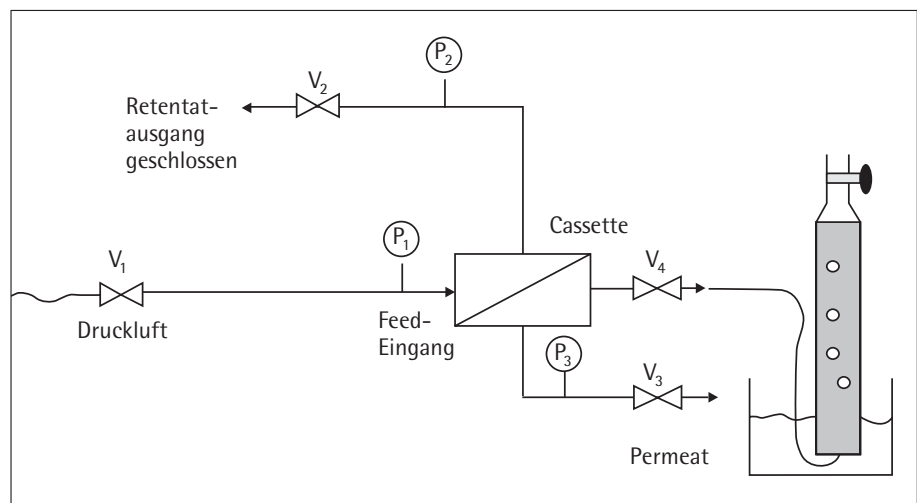 P2
V2
Retentat-
ausgang
geschlossen
P1
Cassette
V1
V4
Druckluft
Feed-
Eingang
P3
V3
Permeat